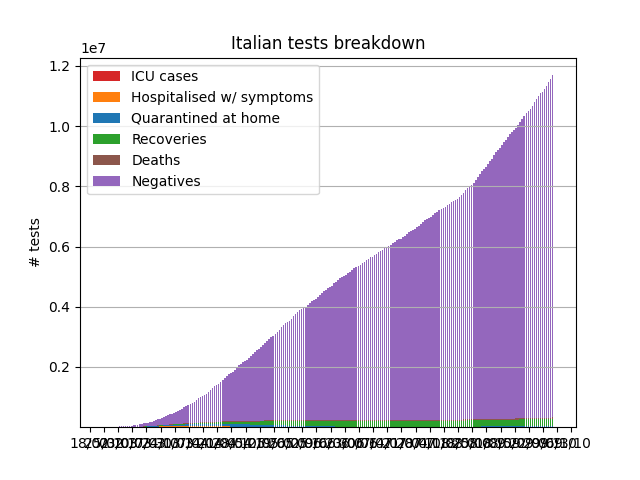 Italian tests breakdown
1e7
ICU cases
Hospitalised w/ symptoms
Quarantined at home
Recoveries
Deaths
Negatives
1.2
1.0
0.8
0.6
0.4
0.2
# tests